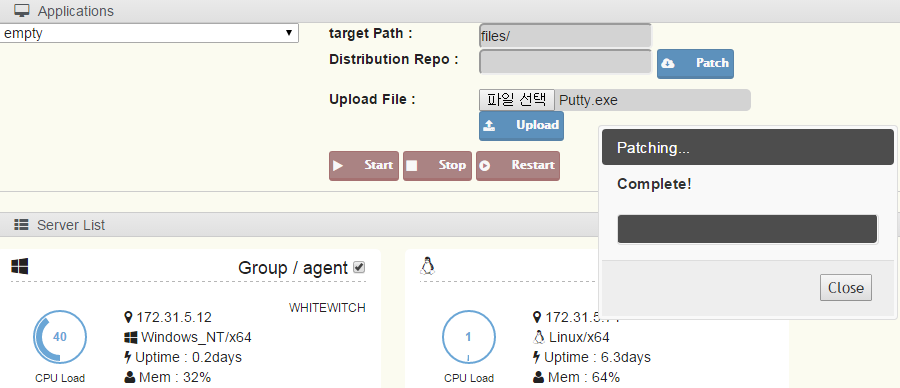 Applications
empty
target Path :
files/
Distribution Repo :
Patch
Upload File :
파일 선택 Putty.exe
Upload
Start Stop Restart
Patching...
Complete!
Close
Server List
Group / agent
WHITEWITCH
40
CPU Load
172.31.5.12
Windows_NT/x64
Uptime : 0.2days
Mem : 32%
1
CPU Load
172.31.5.14
Linux/x64
Uptime : 6.3days
Mem : 64%